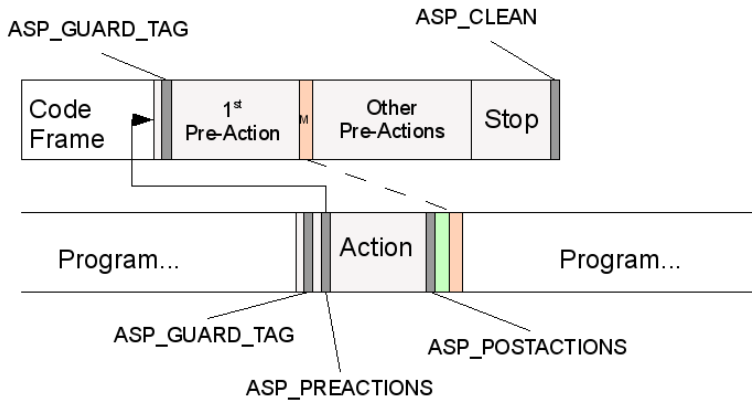 ASP_CLEAN
ASP_GUARD_TAG
Code
Frame
1st
Pre-Action
M
Other
Pre-Actions
Stop
Program...
Action
Program...
ASP_GUARD_TAG
ASP_POSTACTIONS
ASP_PREACTIONS